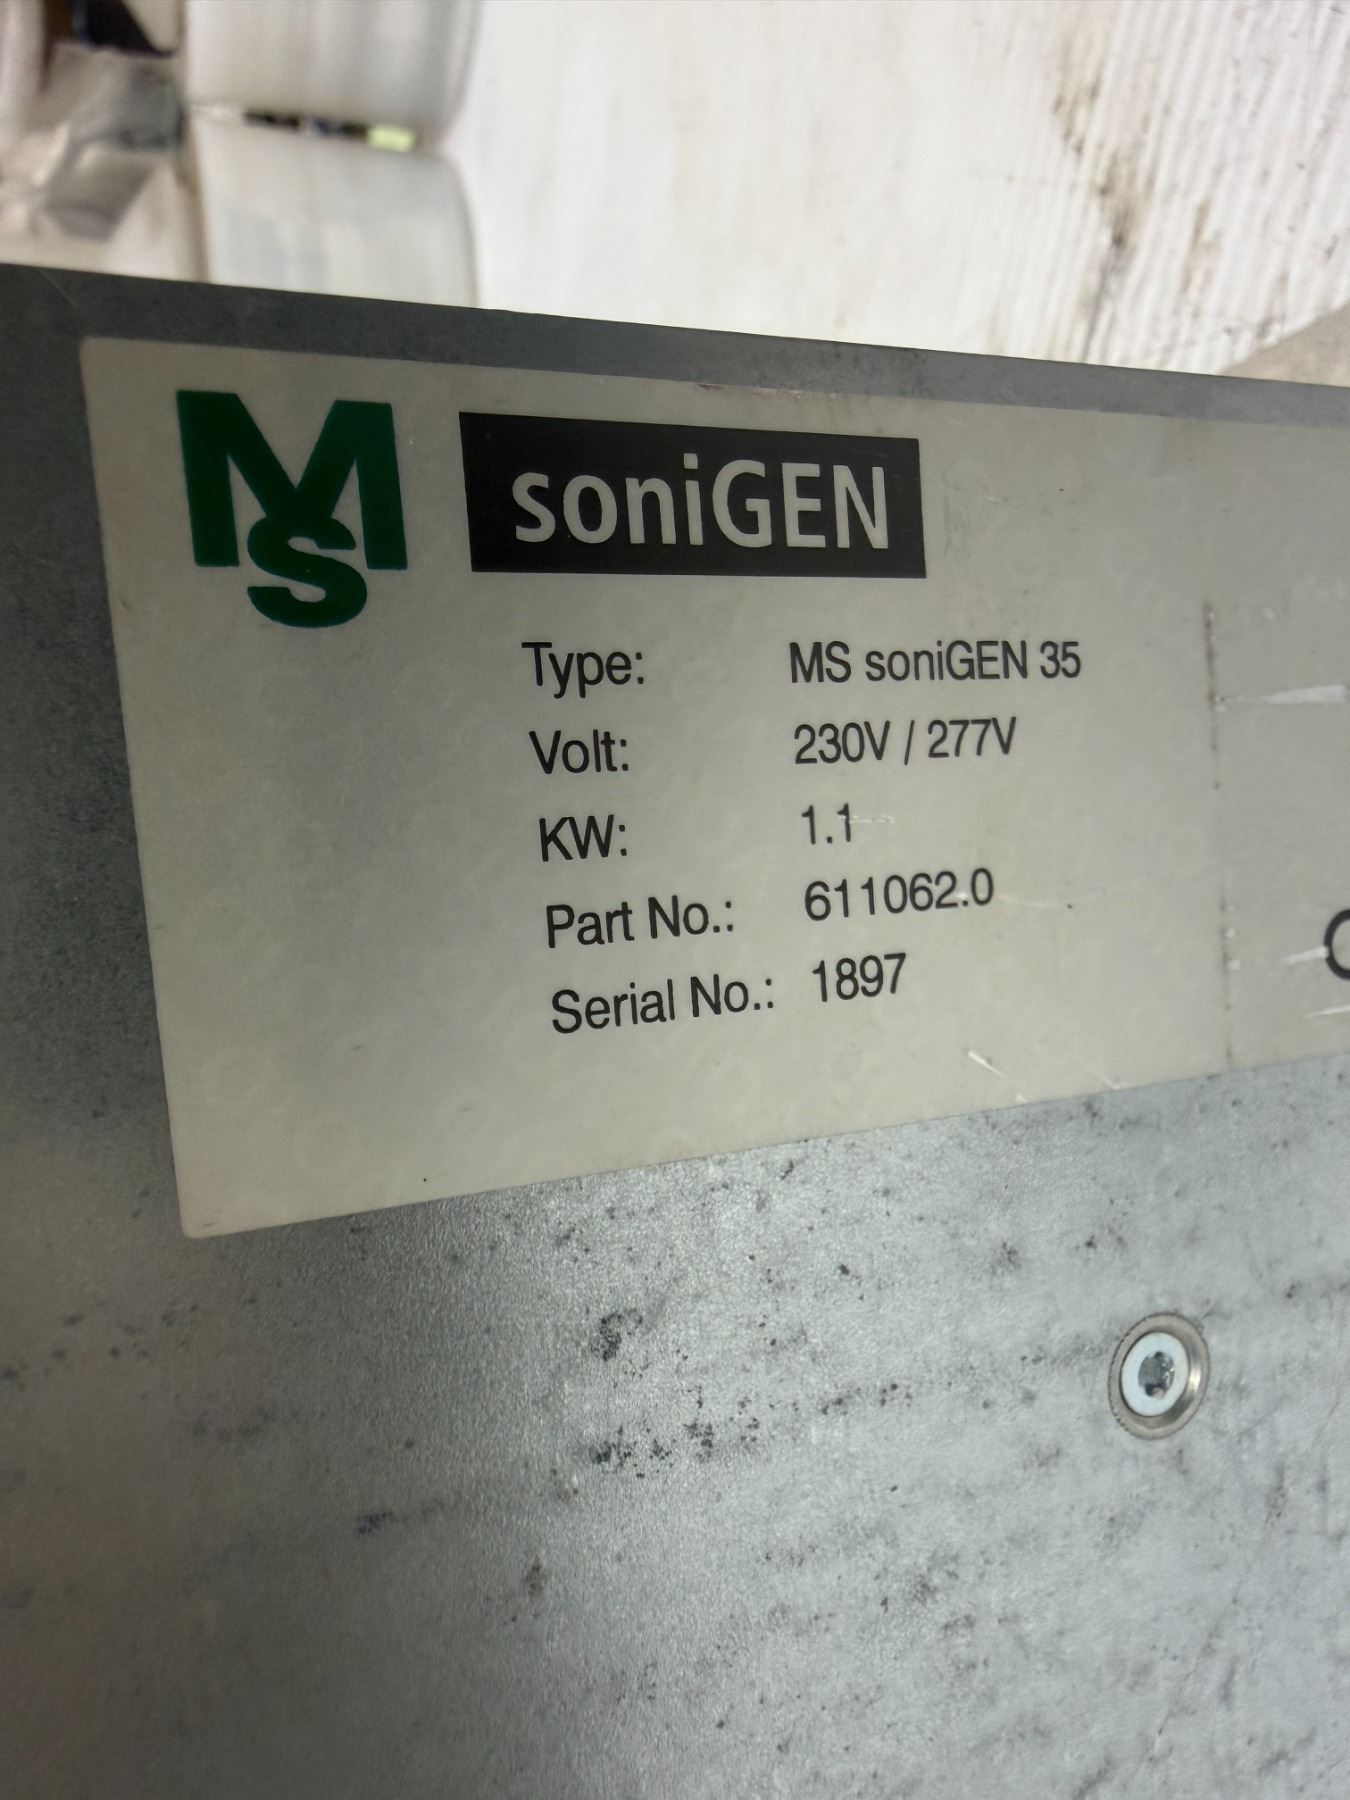 MS
soniGEN
Type: MS soniGEN 35
Volt: 230V / 277V
KW: 1.1
Part No.: 611062.0
Serial No.: 1897